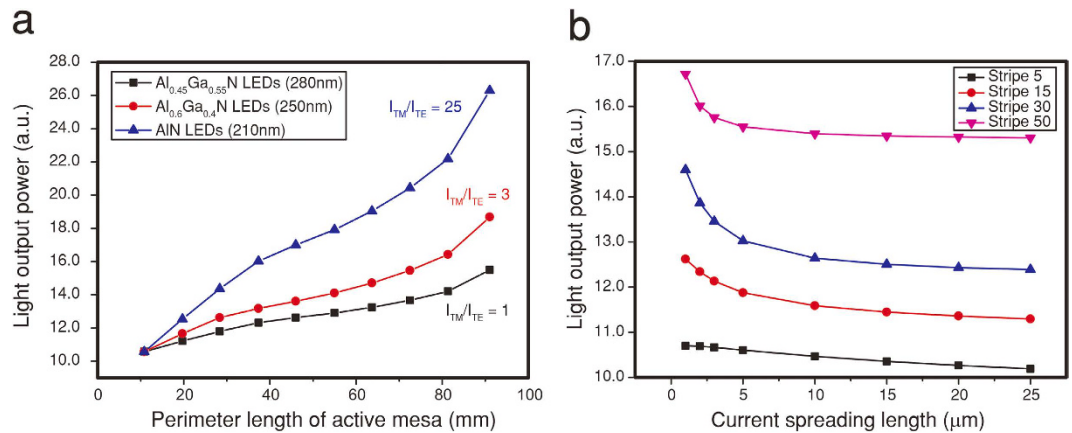 a
28.0
26.0
24.0
22.0
20.0
18.0
16.0
14.0
12.0
10.0
Light output power (a.u.)
Al0.45Ga0.55N LEDs (280nm)
Al0.6Ga0.4N LEDs (250nm)
AlN LEDs (210nm)
ITM/ITE = 25
ITM/ITE = 3
ITM/ITE = 1
0 20 40 60 80 100
Perimeter length of active mesa (mm)
b
17.0
16.0
15.0
14.0
13.0
12.0
11.0
10.0
Light output power (a.u.)
Stripe 5
Stripe 15
Stripe 30
Stripe 50
0 5 10 15 20 25
Current spreading length (μm)